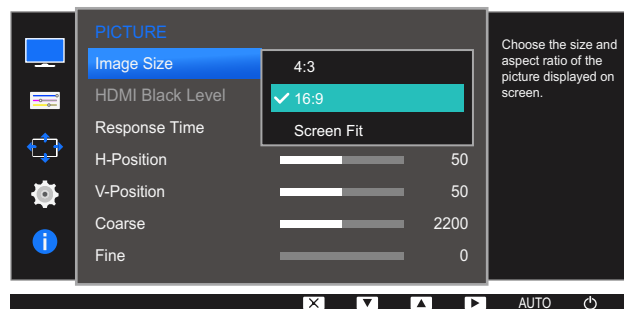 PICTURE
Image Size
4:3
HDMI Black Level
16:9
Response Time
Screen Fit
H-Position 50
V-Position 50
Coarse 2200
Fine 0
Choose the size and
aspect ratio of the
picture displayed on
screen.
AUTO